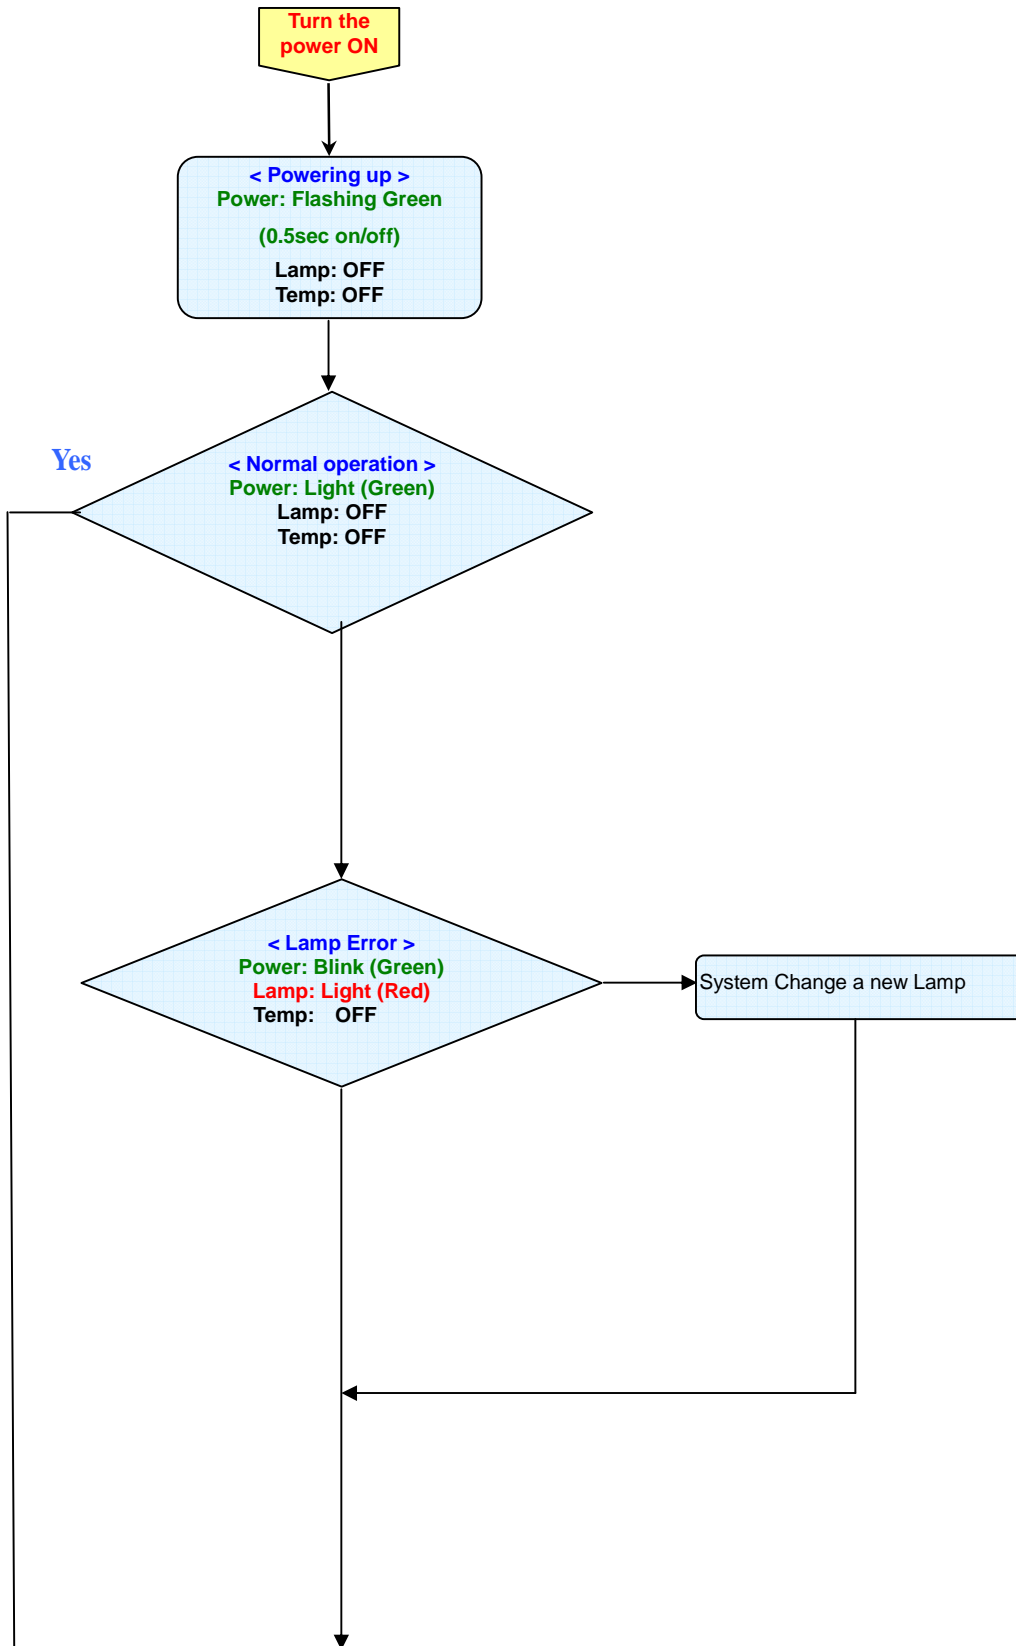 Turn the
power ON
< Powering up >
Power: Flashing Green
(0.5sec on/off)
Lamp: OFF
Temp: OFF
Yes
< Normal operation >
Power: Light (Green)
Lamp: OFF
Temp: OFF
< Lamp Error >
Power: Blink (Green)
Lamp: Light (Red)
Temp: OFF
System Change a new Lamp